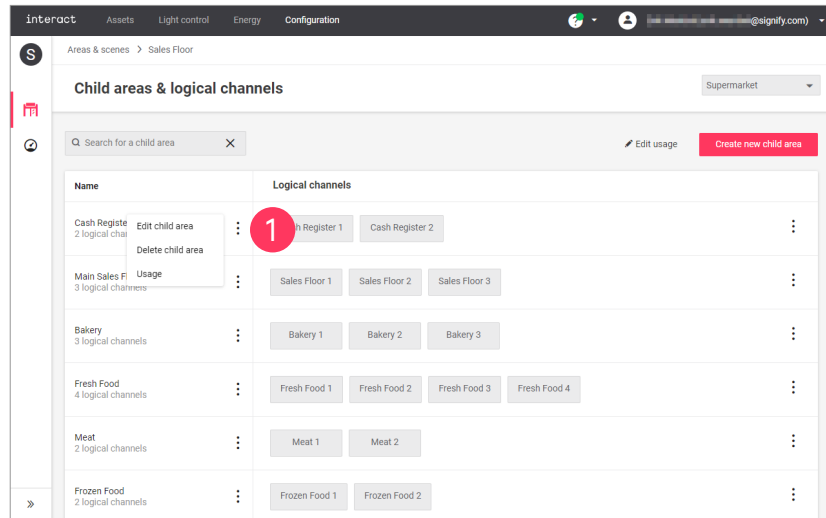 interact Assets Light control Energy Configuration ? @signify.com)
S Areas & scenes > Sales Floor
Child areas & logical channels Supermarket
Search for a child area Edit usage Create new child area
Name Logical channels
Cash Registe Edit child area 1 h Register 1 Cash Register 2
2 logical cha
Delete child area
Main Sales Fl Usage Sales Floor 1 Sales Floor 2 Sales Floor 3
3 logical channels
Bakery Bakery 1 Bakery 2 Bakery 3
3 logical channels
Fresh Food Fresh Food 1 Fresh Food 2 Fresh Food 3 Fresh Food 4
4 logical channels
Meat Meat 1 Meat 2
2 logical channels
Frozen Food Frozen Food 1 Frozen Food 2
2 logical channels